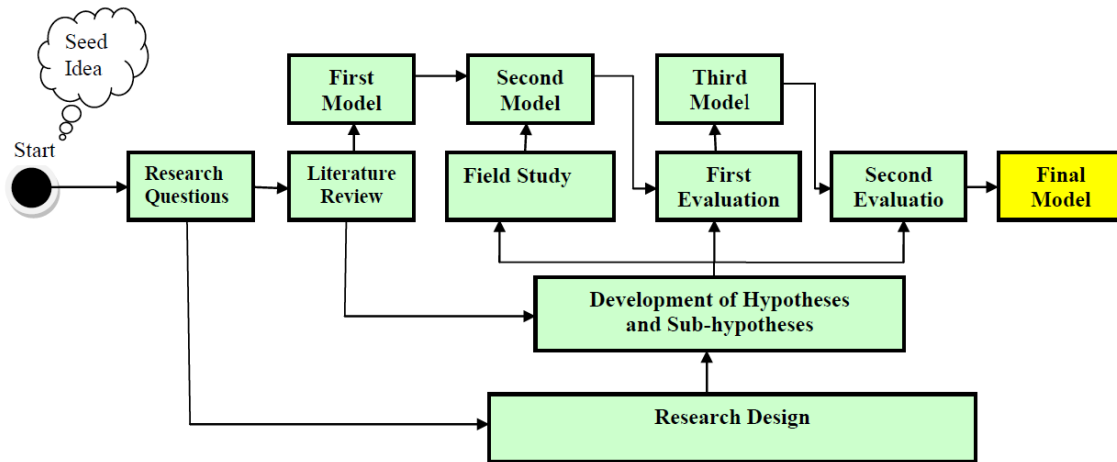 Seed
Idea
Start
First
Model
Second
Model
Third
Model
Research
Questions
Literature
Review
Field Study
First
Evaluation
Second
Evaluatio
Final
Model
Development of Hypotheses
and Sub-hypotheses
Research Design